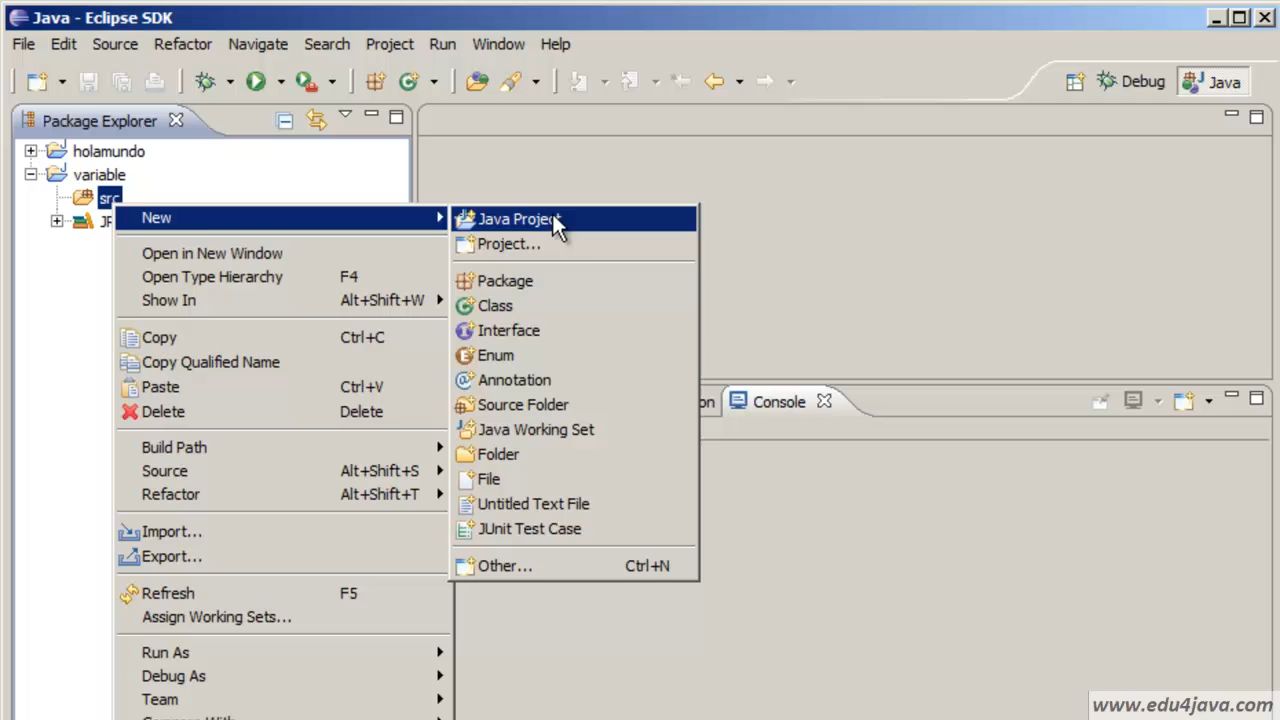 Java - Eclipse SDK
File Edit Source Refactor Navigate Search Project Run Window Help
Debug Java
Package Explorer
holamundo
variable
src
New
Open in New Window
Open Type Hierarchy F4
Show In Alt+Shift+W
Copy Ctrl+C
Copy Qualified Name
Paste Ctrl+V
Delete Delete
Build Path
Source Alt+Shift+S
Refactor Alt+Shift+T
Import...
Export...
Refresh F5
Assign Working Sets...
Run As
Debug As
Team
Java Project
Project...
Package
Class
Interface
Enum
Annotation
Source Folder
Java Working Set
Folder
File
Untitled Text File
JUnit Test Case
Other... Ctrl+N
Console
www.edu4java.com